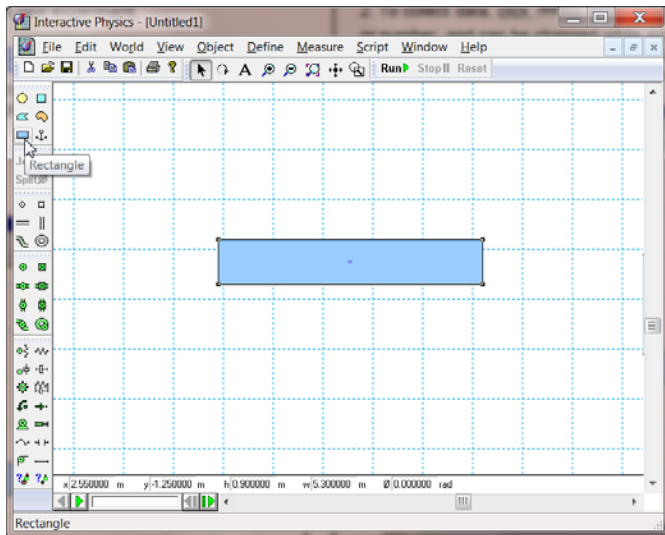 Interactive Physics - [Untitled1]
File Edit World View Object Define Measure Script Window Help
A Run Stop Reset
Rectangle
Split
x 2.550000 m y -1.250000 m h 0.900000 m w 5.300000 m Ø 0.000000 rad
Rectangle